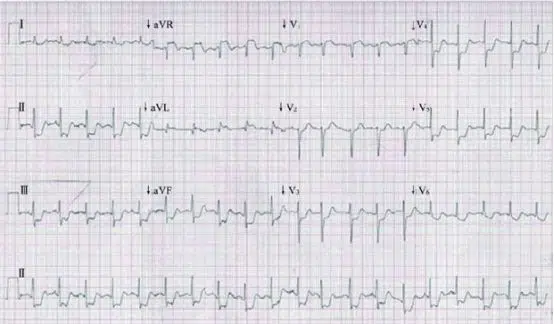 I aVR V₁ V₄
II aVL V₂ V₅
III aVF V₃ V₆
II